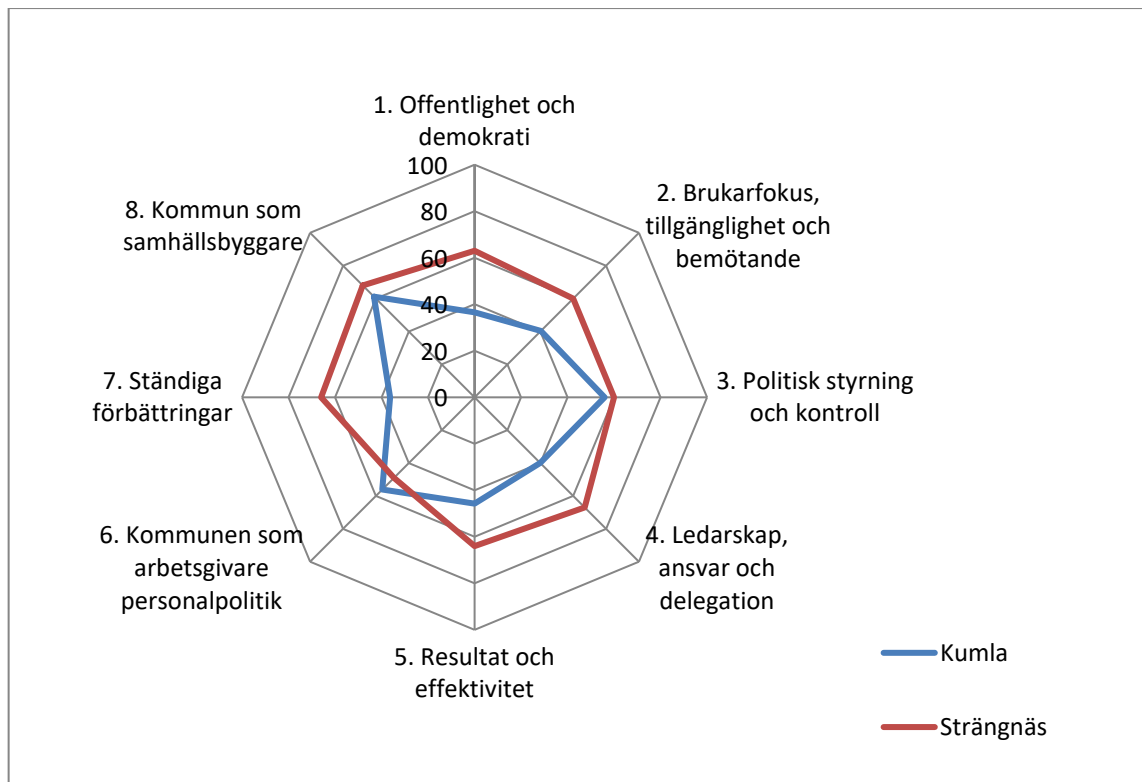 1. Offentlighet och
demokrati
2. Brukarfokus,
tillgänglighet och
bemötande
3. Politisk styrning
och kontroll
4. Ledarskap,
ansvar och
delegation
5. Resultat och
effektivitet
6. Kommunen som
arbetsgivare
personalpolitik
7. Ständiga
förbättringar
8. Kommun som
samhällsbyggare
100
80
60
40
20
0
Kumla
Strängnäs